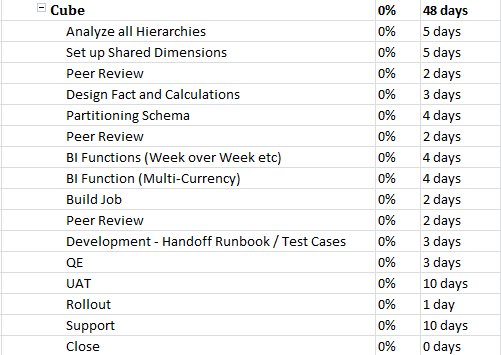 Cube 0% 48 days
Analyze all Hierarchies 0% 5 days
Set up Shared Dimensions 0% 5 days
Peer Review 0% 2 days
Design Fact and Calculations 0% 3 days
Partitioning Schema 0% 4 days
Peer Review 0% 2 days
BI Functions (Week over Week etc) 0% 4 days
BI Function (Multi-Currency) 0% 4 days
Build Job 0% 2 days
Peer Review 0% 2 days
Development - Handoff Runbook / Test Cases 0% 3 days
QE 0% 3 days
UAT 0% 10 days
Rollout 0% 1 day
Support 0% 10 days
Close 0% 0 days